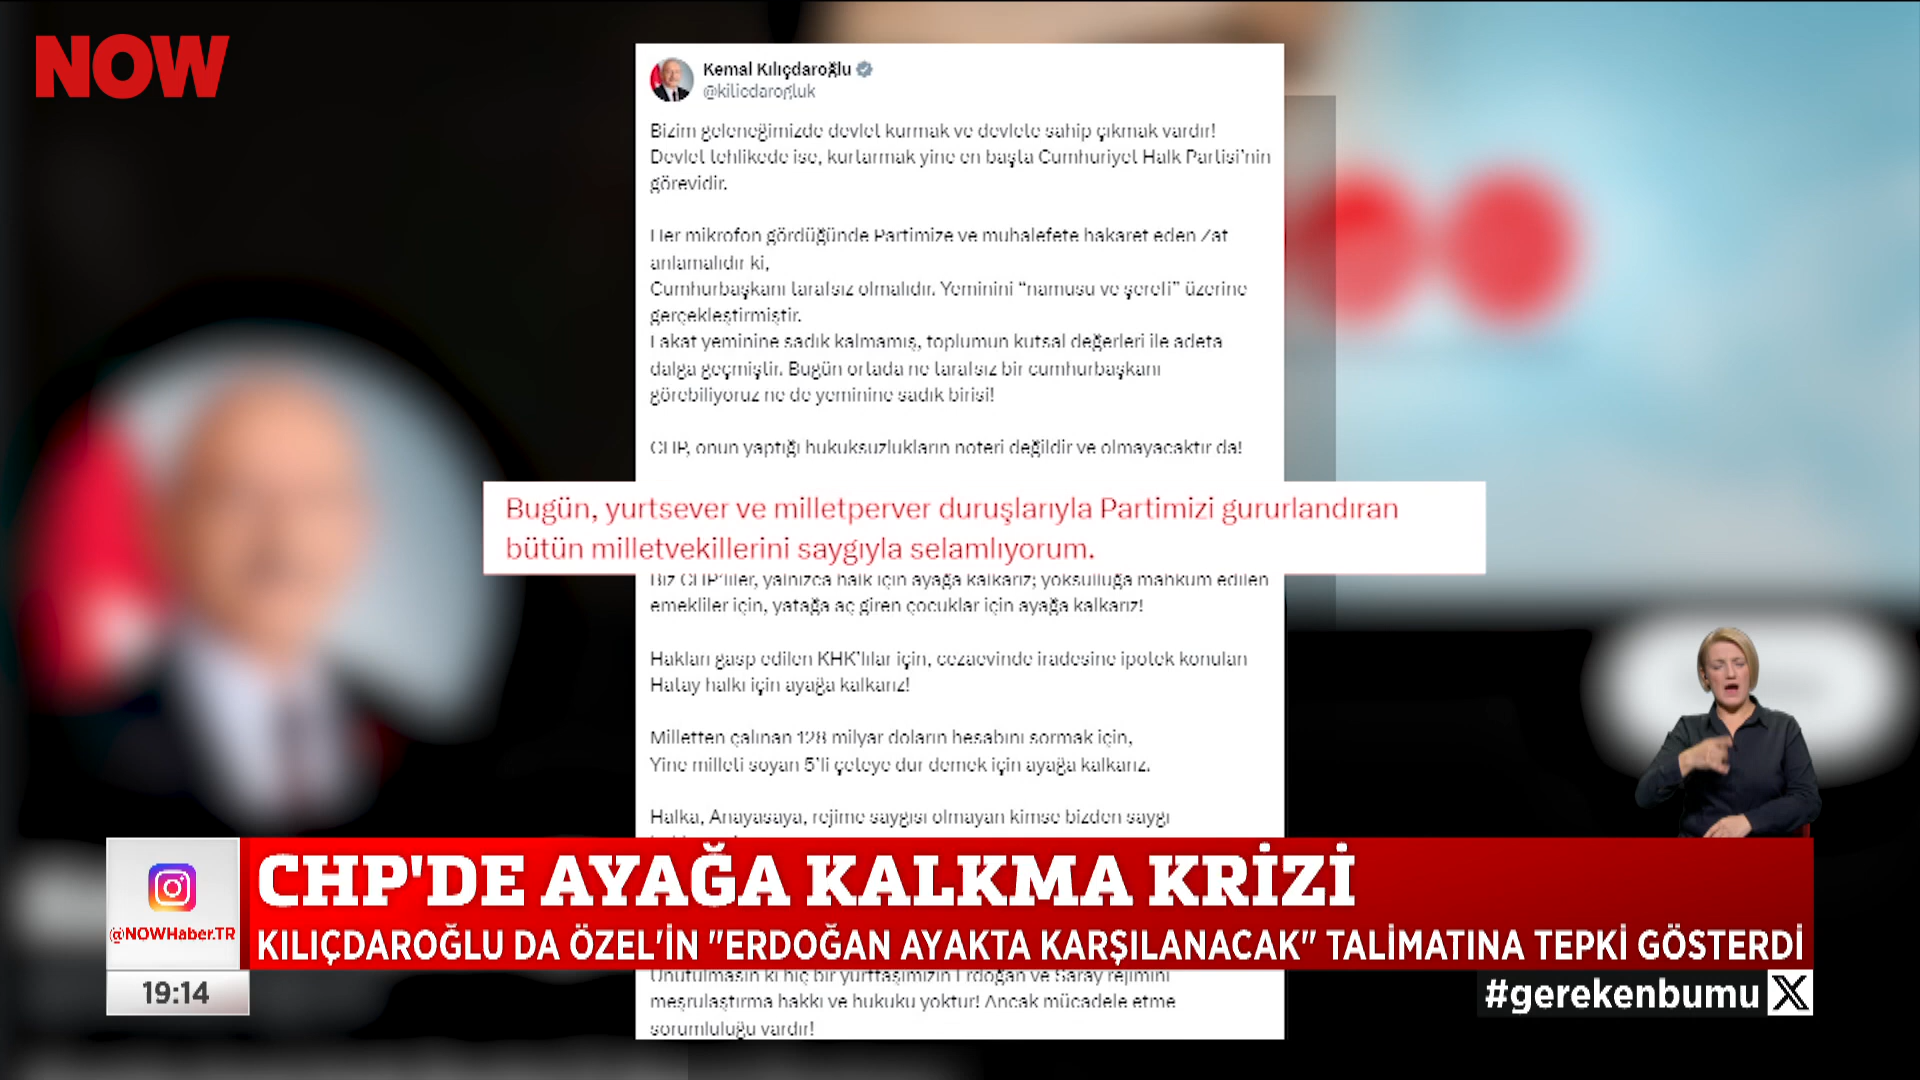 NOW
Kemal Kılıçdaroğlu
@kilicdarogluk
Bizim geleneğimizde devlet kurmak ve devlete sahip çıkmak vardır!
Devlet tehlikede ise, kurtarmak yine en başta Cumhuriyet Halk Partisi'nin
görevidir.
Her mikrofon gördüğünde Partimize ve muhalefete hakaret eden Zat
anlamalıdır ki,
Cumhurbaşkanı tarafsız olmalıdır. Yeminini “namusu ve şerefi” üzerine
gerçekleştirmiştir.
Fakat yeminine sadık kalmamış, toplumun kutsal değerleri ile adeta
dalga geçmiştir. Bugün ortada ne tarafsız bir cumhurbaşkanı
görebiliyoruz ne de yeminine sadık birisi!
CHP, onun yaptığı hukuksuzlukların noteri değildir ve olmayacaktır da!
Bugün, yurtsever ve milletperver duruşlarıyla Partimizi gururlandıran
bütün milletvekillerini saygıyla selamlıyorum.
Biz CHP'liler, yalnızca halk için ayağa kalkarız; yoksulluğa mahkum edilen
emekliler için, yatağa aç giren çocuklar için ayağa kalkarız!
Hakları gasp edilen KHK'lılar için, cezaevinde iradesine ipotek konulan
Hatay halkı için ayağa kalkarız!
Milletten çalınan 128 milyar doların hesabını sormak için,
Yine milleti soyan 5'li çeteye dur demek için ayağa kalkarız.
Halka, Anayasaya, rejime saygısı olmayan kimse bizden saygı
CHP'DE AYAĞA KALKMA KRİZİ
@NOWHaber.TR
KILIÇDAROĞLU DA ÖZEL'İN "ERDOĞAN AYAKTA KARŞILANACAK" TALİMATINA TEPKİ GÖSTERDİ
Unutulmasın ki hiç bir yurttaşımızın Erdoğan ve Saray rejimini
meşrulaştırma hakkı ve hukuku yoktur! Ancak mücadele etme
sorumluluğu vardır!
19:14
#gerekenbumu X